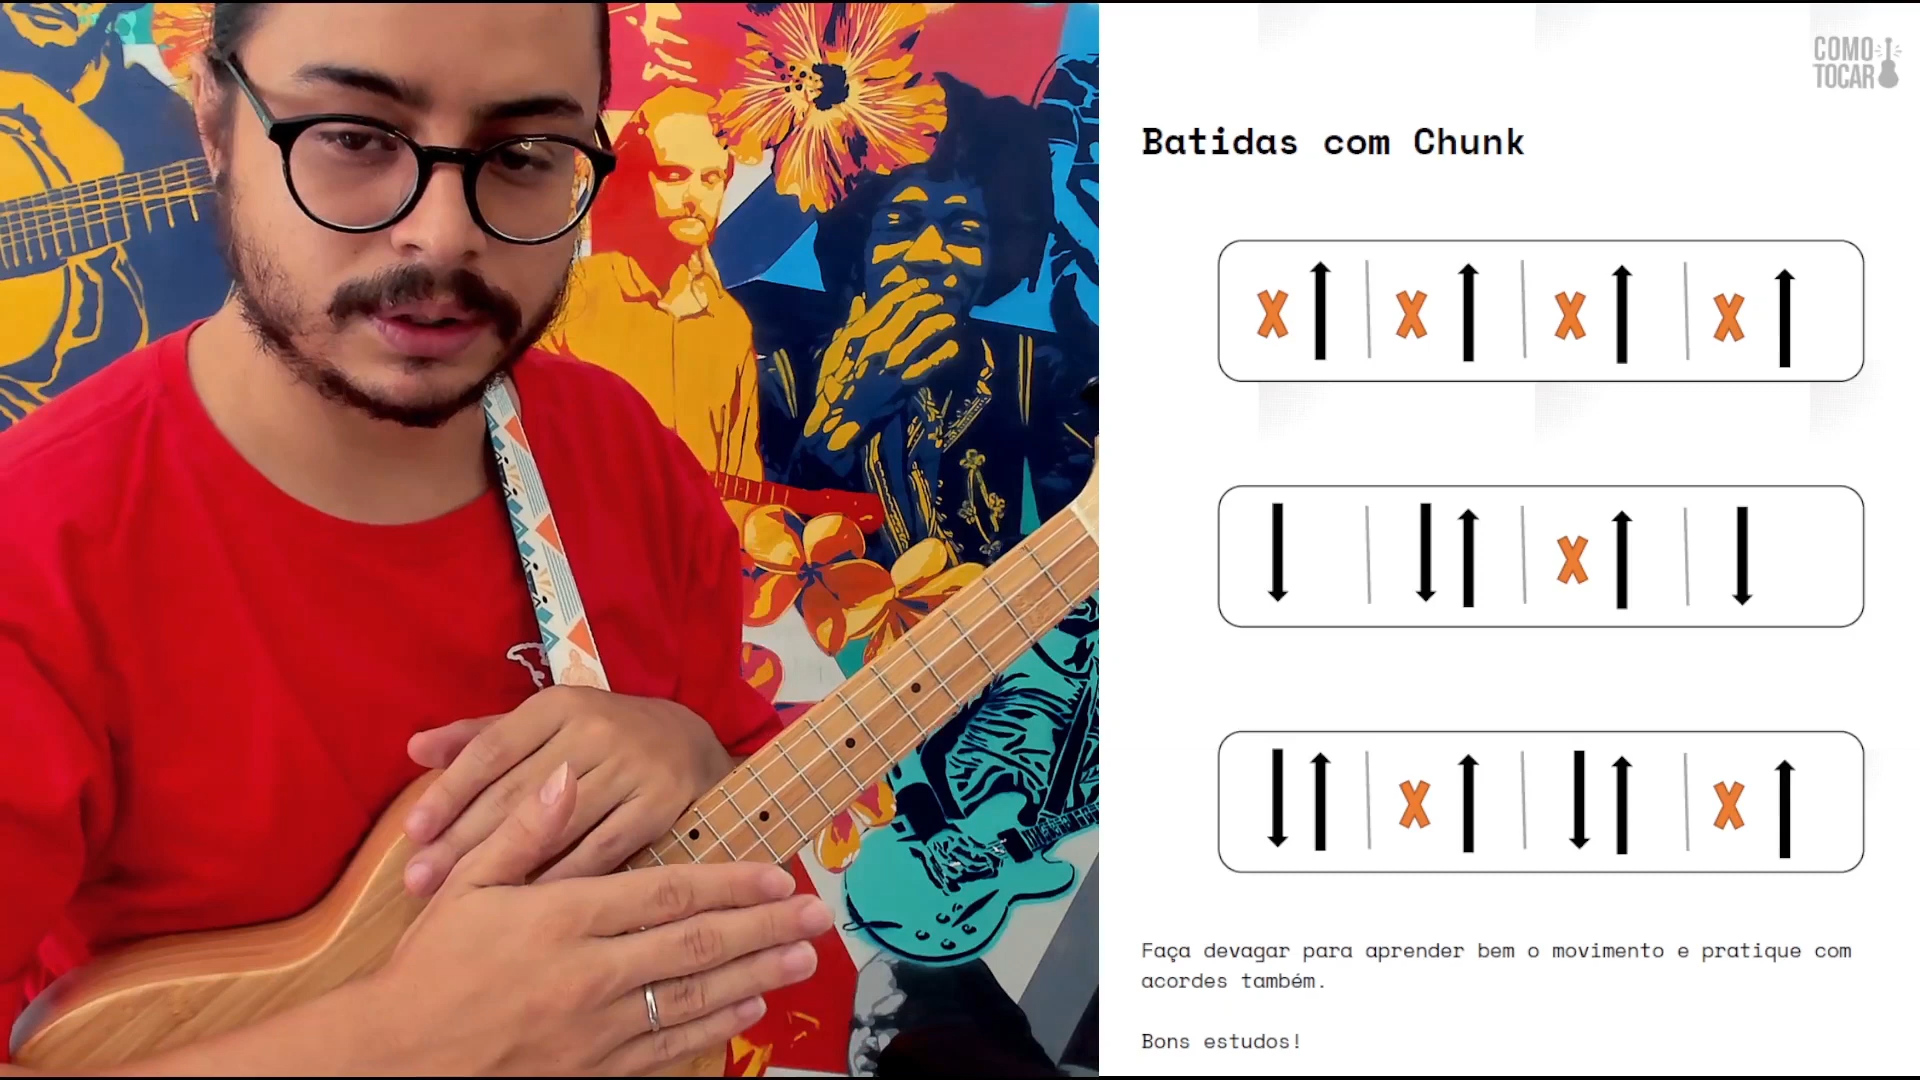 COMO
TOCAR
Batidas com Chunk
X X X X
X
X X
Faça devagar para aprender bem o movimento e pratique com
acordes também.
Bons estudos!